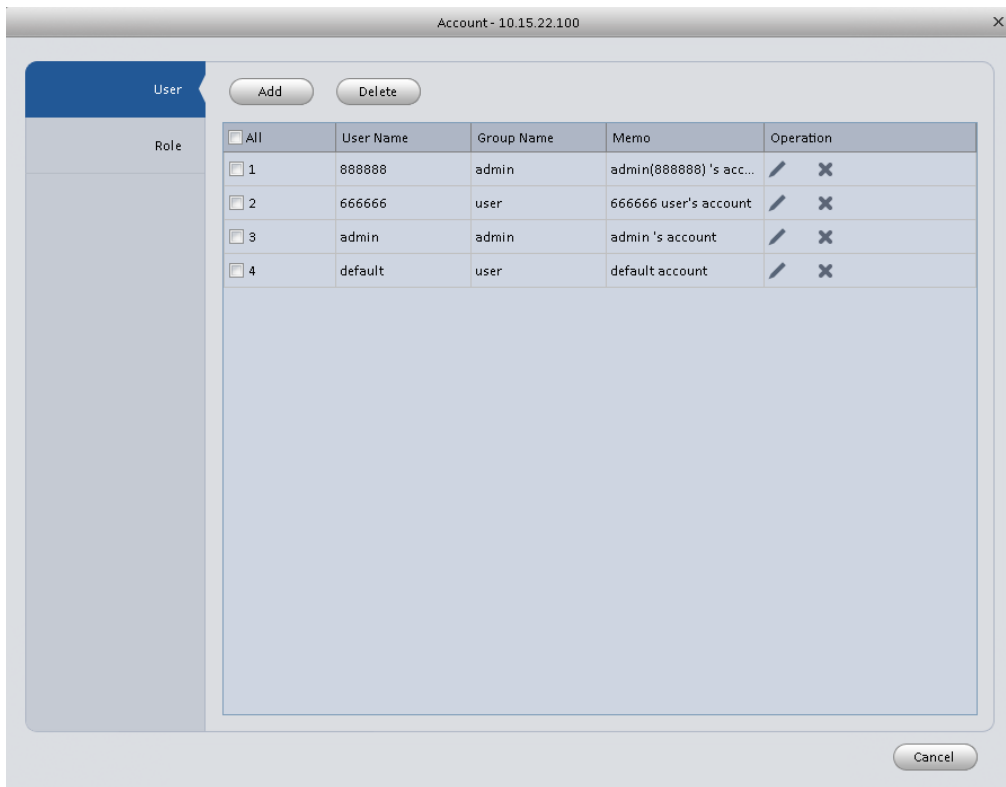 Account - 10.15.22.100
User
Add Delete
Role
All User Name Group Name Memo Operation
1 888888 admin admin(888888) 's acc...
2 666666 user 666666 user's account
3 admin admin admin 's account
4 default user default account
Cancel